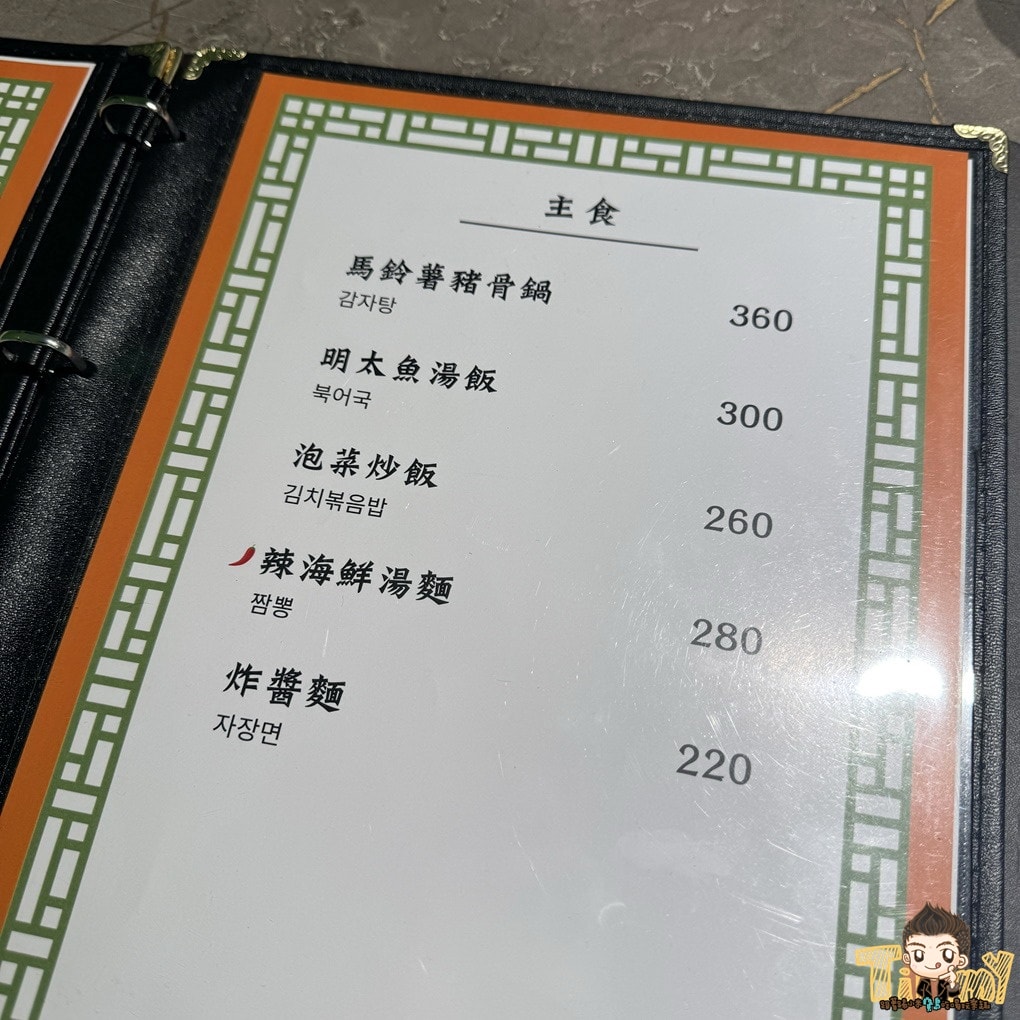 主食
馬鈴薯豬骨鍋
감자탕
360
明太魚湯飯
북어국
300
泡菜炒飯
김치볶음밥
260
辣海鮮湯麵
짬뽕
280
炸醬麵
자장면
220